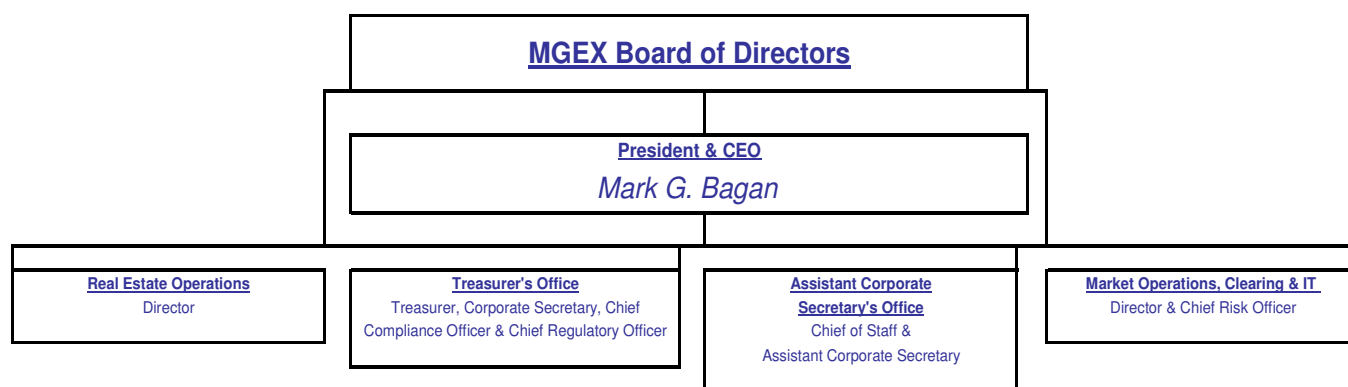 MGEX Board of Directors
President & CEO
Mark G. Bagan
Real Estate Operations
Director
Treasurer's Office
Treasurer, Corporate Secretary, Chief
Compliance Officer & Chief Regulatory Officer
Assistant Corporate
Secretary's Office
Chief of Staff &
Assistant Corporate Secretary
Market Operations, Clearing & IT
Director & Chief Risk Officer